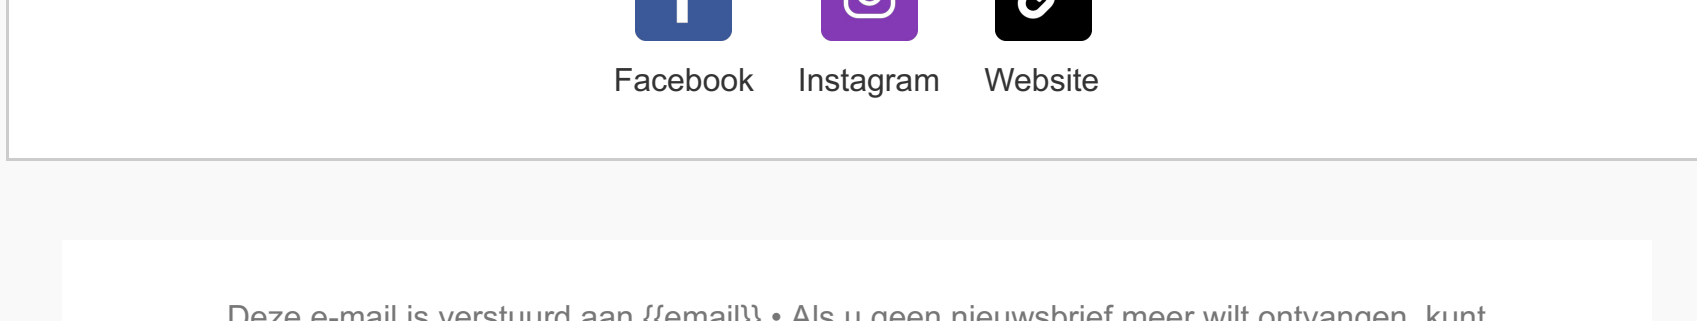 Facebook Instagram Website
Deze e-mail is verstuurd aan {{email}} • Als u geen nieuwsbrief meer wilt ontvangen, kunt